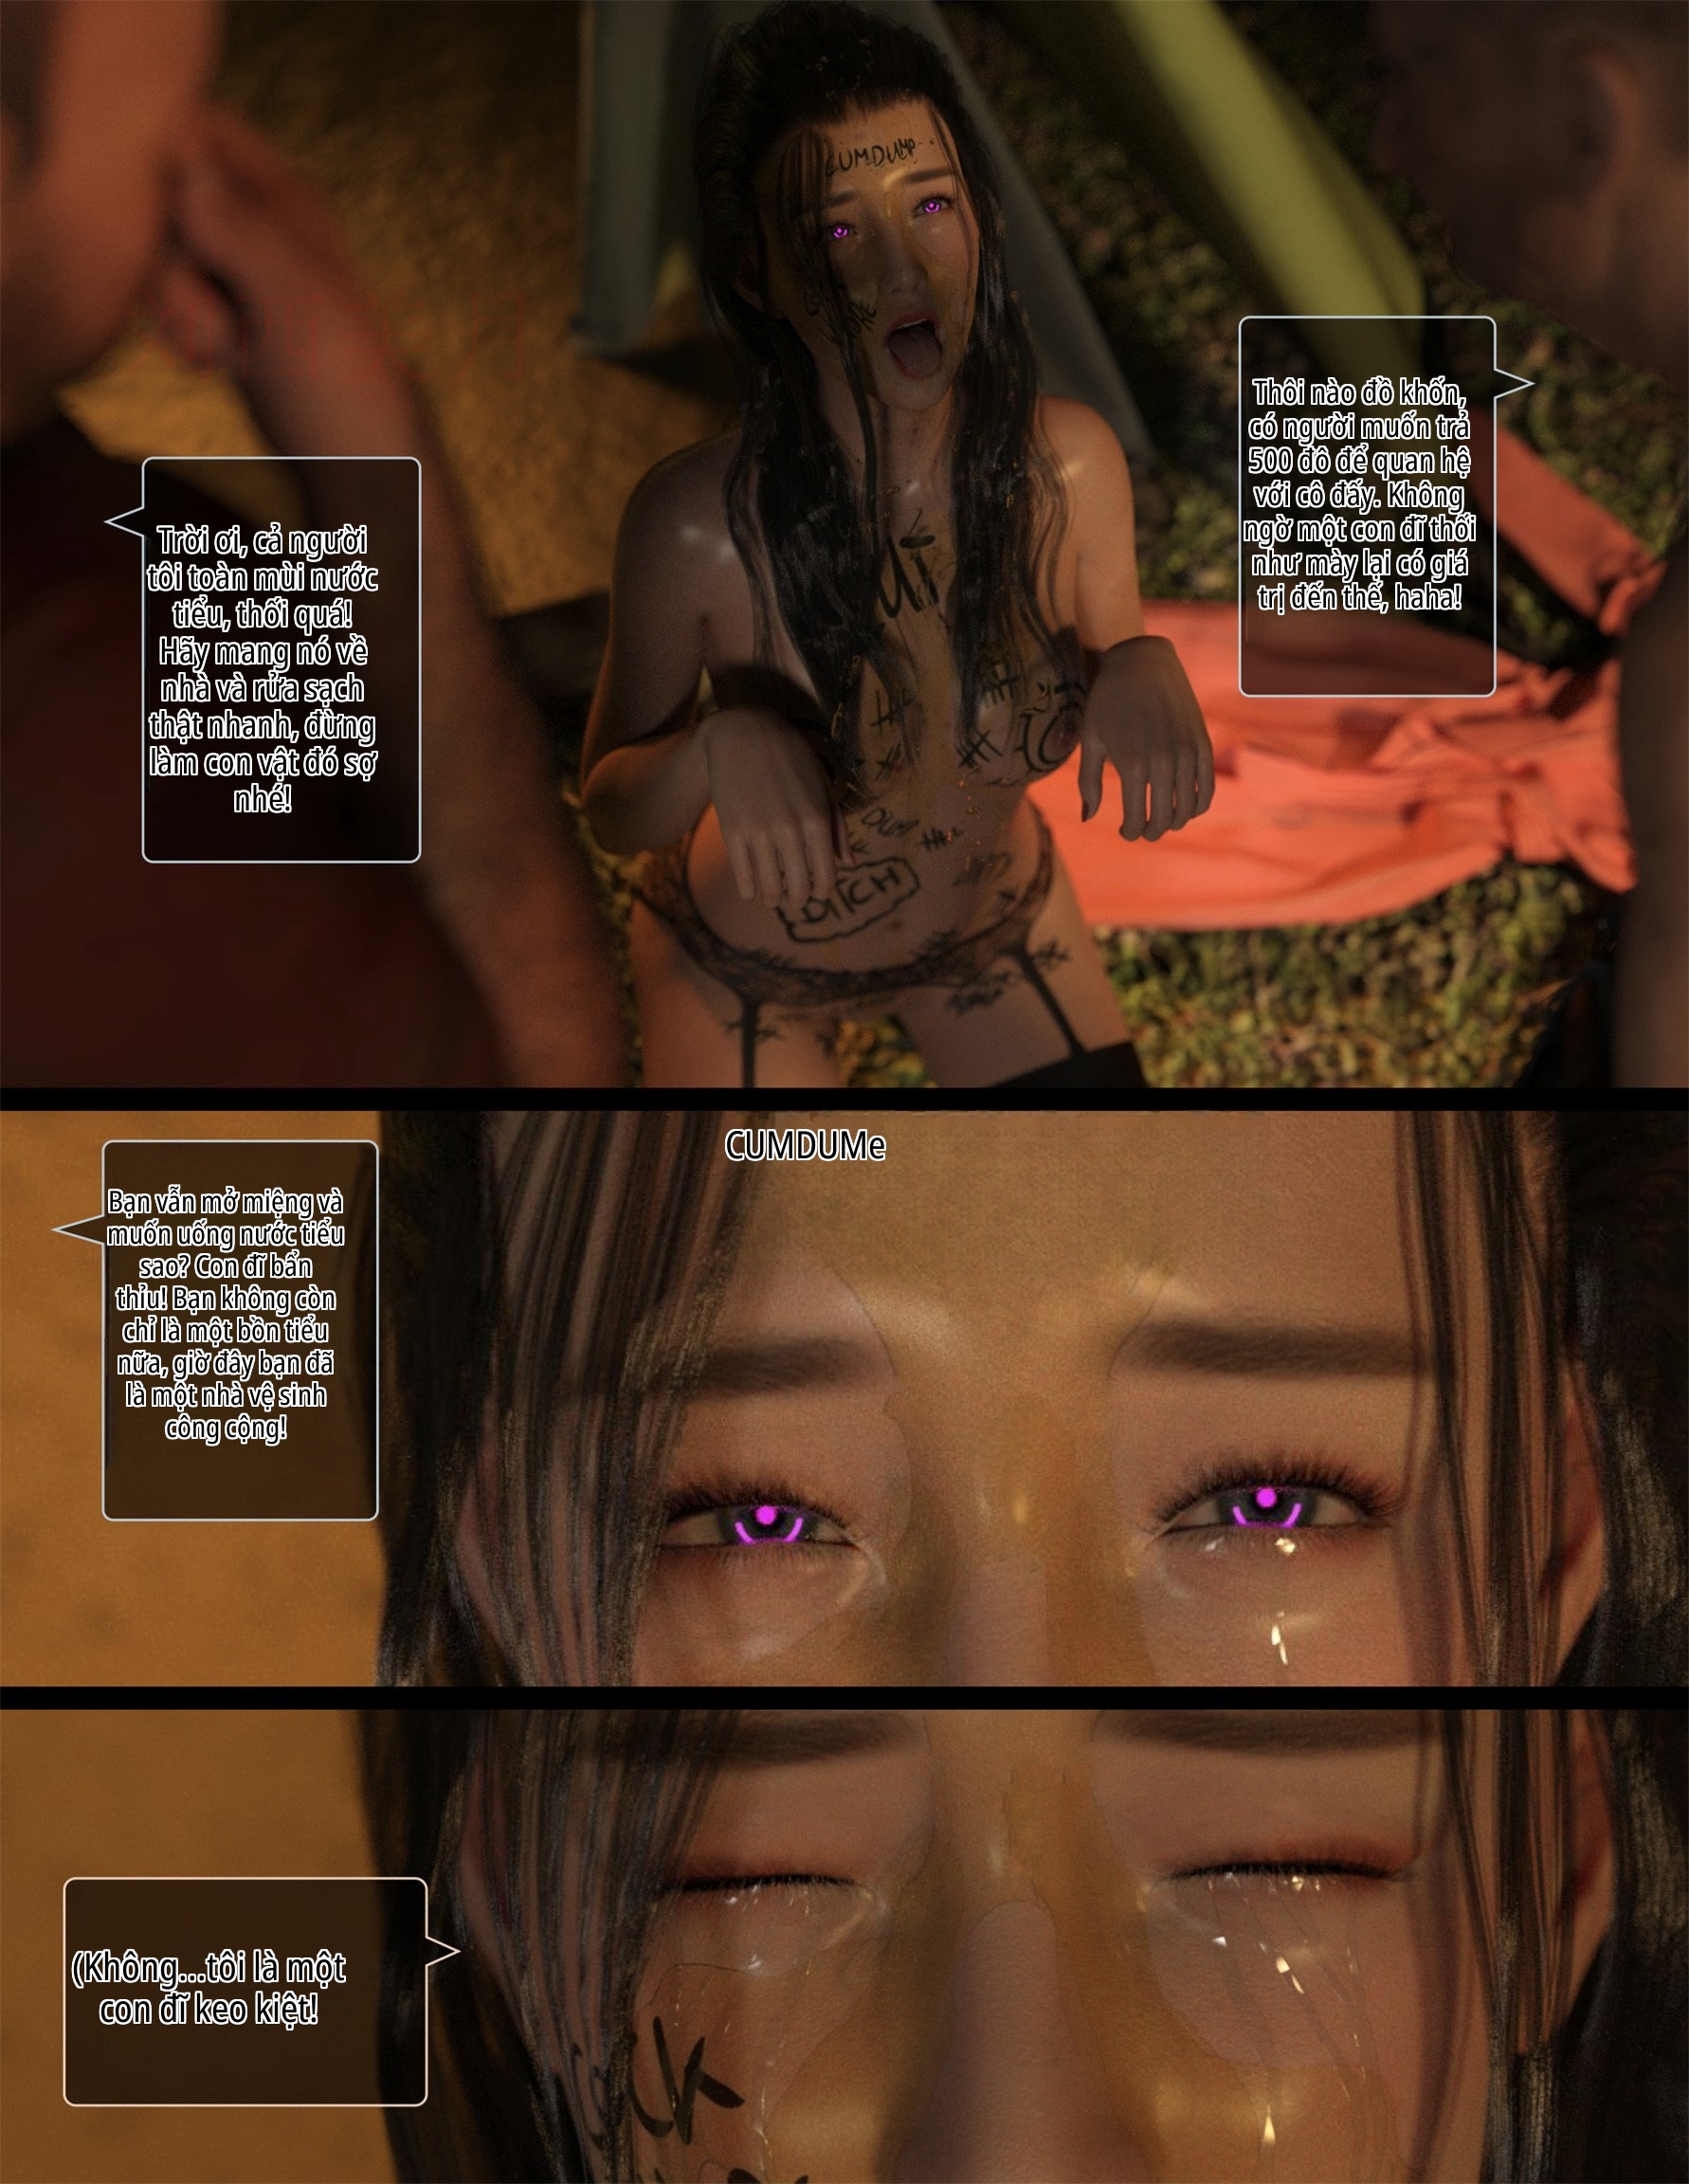 CUMDUMP
Thôi nào đồ khốn,
có người muốn trả
500 đô để quan hệ
với cô đấy. Không
ngờ một con đĩ thối
như mày lại có giá
trị đến thế, haha!
Trời ơi, cả người
tôi toàn mùi nước
tiểu, thối quá!
Hãy mang nó về
nhà và rửa sạch
thật nhanh, đừng
làm con vật đó sợ
nhé!
BITCH
CUMDUMe
Bạn vẫn mở miệng và
muốn uống nước tiểu
sao? Con đĩ bẩn
thỉu! Bạn không còn
chỉ là một bồn tiểu
nữa, giờ đây bạn đã
là một nhà vệ sinh
công cộng!
(Không...tôi là một
con đĩ keo kiệt!